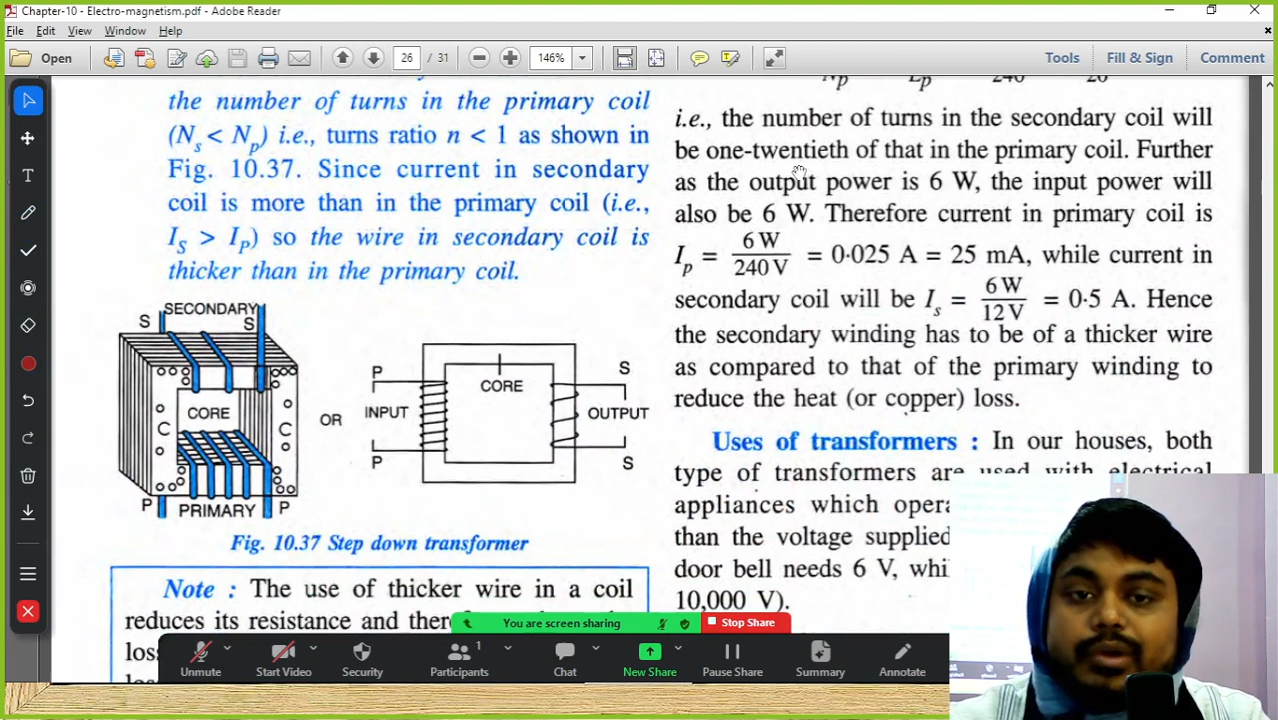 Chapter-10 - Electro-magnetism.pdf - Adobe Reader
File Edit View Window Help
Open 26 / 31 146% Tools Fill & Sign Comment
the number of turns in the primary coil
(Ns < Np) i.e., turns ratio n < 1 as shown in
Fig. 10.37. Since current in secondary
coil is more than in the primary coil (i.e.,
IS > IP) so the wire in secondary coil is
thicker than in the primary coil.
SECONDARY
S S
CORE
C C
P PRIMARY P
OR
P S
CORE
INPUT OUTPUT
P S
Fig. 10.37 Step down transformer
Note : The use of thicker wire in a coil
reduces its resistance and
Np Ep 240 20
i.e., the number of turns in the secondary coil will
be one-twentieth of that in the primary coil. Further
as the output power is 6 W, the input power will
also be 6 W. Therefore current in primary coil is
Ip = 6 W / 240 V = 0·025 A = 25 mA, while current in
secondary coil will be Is = 6 W / 12 V = 0·5 A. Hence
the secondary winding has to be of a thicker wire
as compared to that of the primary winding to
reduce the heat (or copper) loss.
Uses of transformers : In our houses, both
type of transformers are used with electrical
appliances which
than the voltage supplied
door bell needs 6 V,
10,000 V).
You are screen sharing Stop Share
Unmute Start Video Security Participants 1 Chat New Share Pause Share Summary Annotate